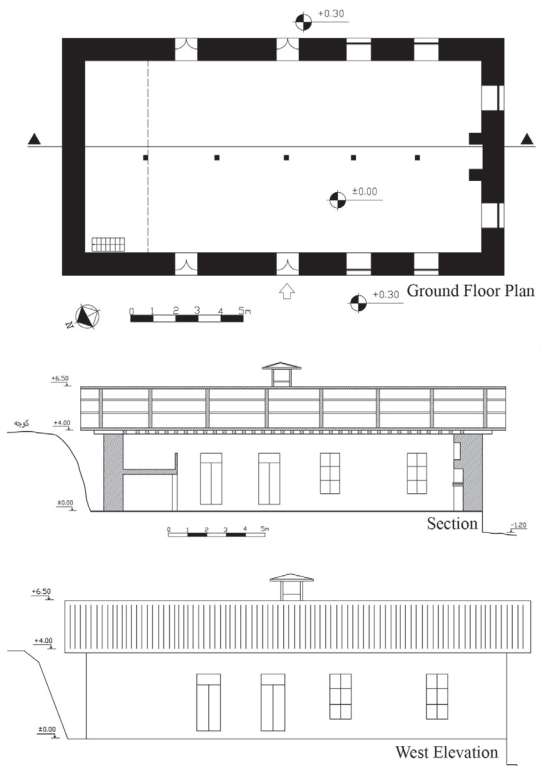 +0.30
±0.00
+0.30
Ground Floor Plan
N
0 1 2 3 4 5m
+6.50
+4.00
±0.00
Section
0 1 2 3 4 5m
-1.20
+6.50
+4.00
±0.00
West Elevation